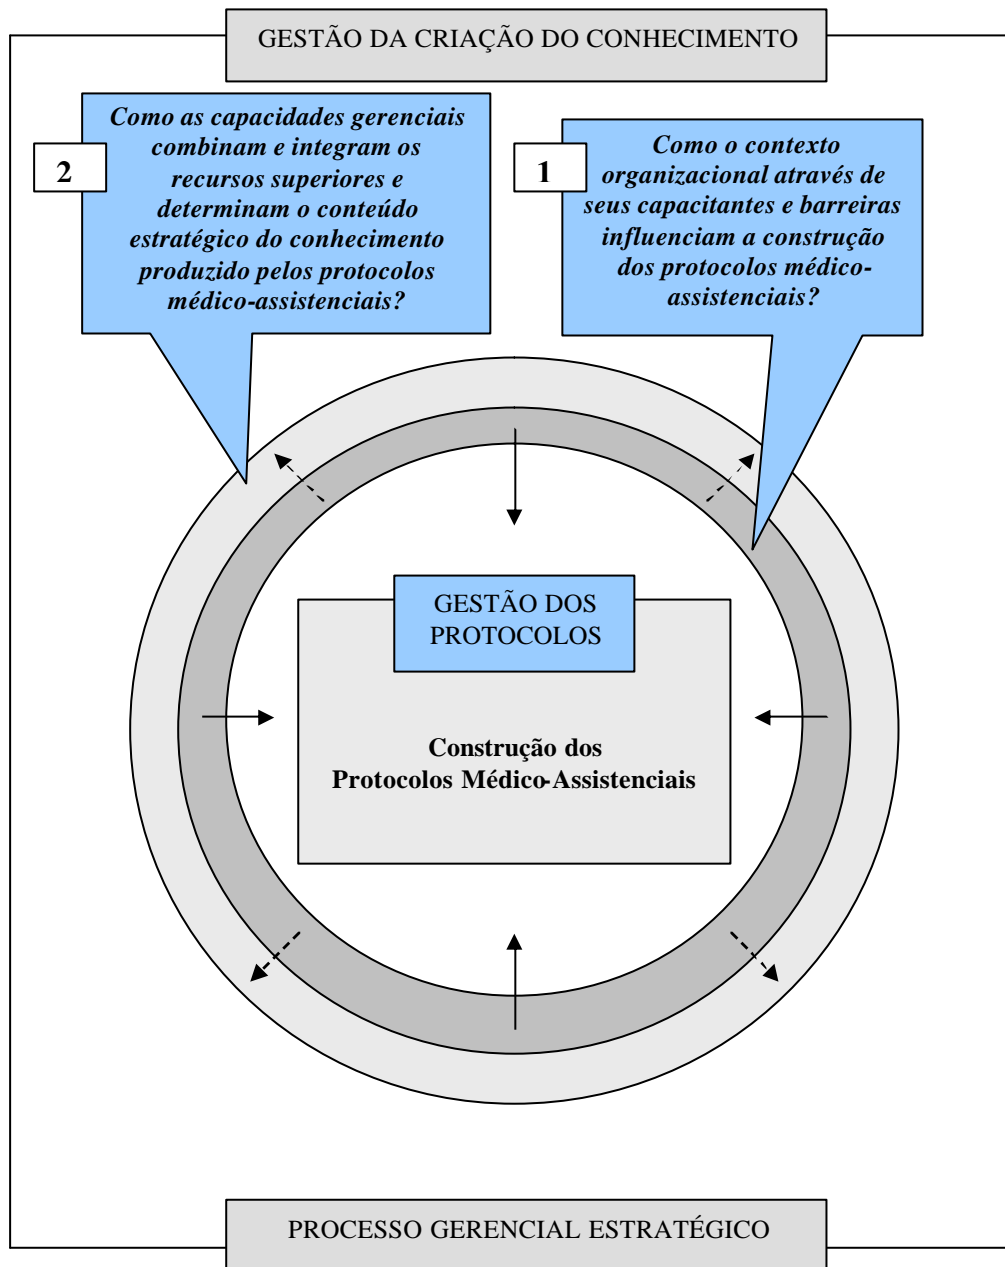 GESTÃO DA CRIAÇÃO DO CONHECIMENTO
2
Como as capacidades gerenciais
combinam e integram os
recursos superiores e
determinam o conteúdo
estratégico do conhecimento
produzido pelos protocolos
médico-assistenciais?
1
Como o contexto
organizacional através de
seus capacitantes e barreiras
influenciam a construção
dos protocolos médico-
assistenciais?
GESTÃO DOS
PROTOCOLOS
Construção dos
Protocolos Médico-Assistenciais
PROCESSO GERENCIAL ESTRATÉGICO